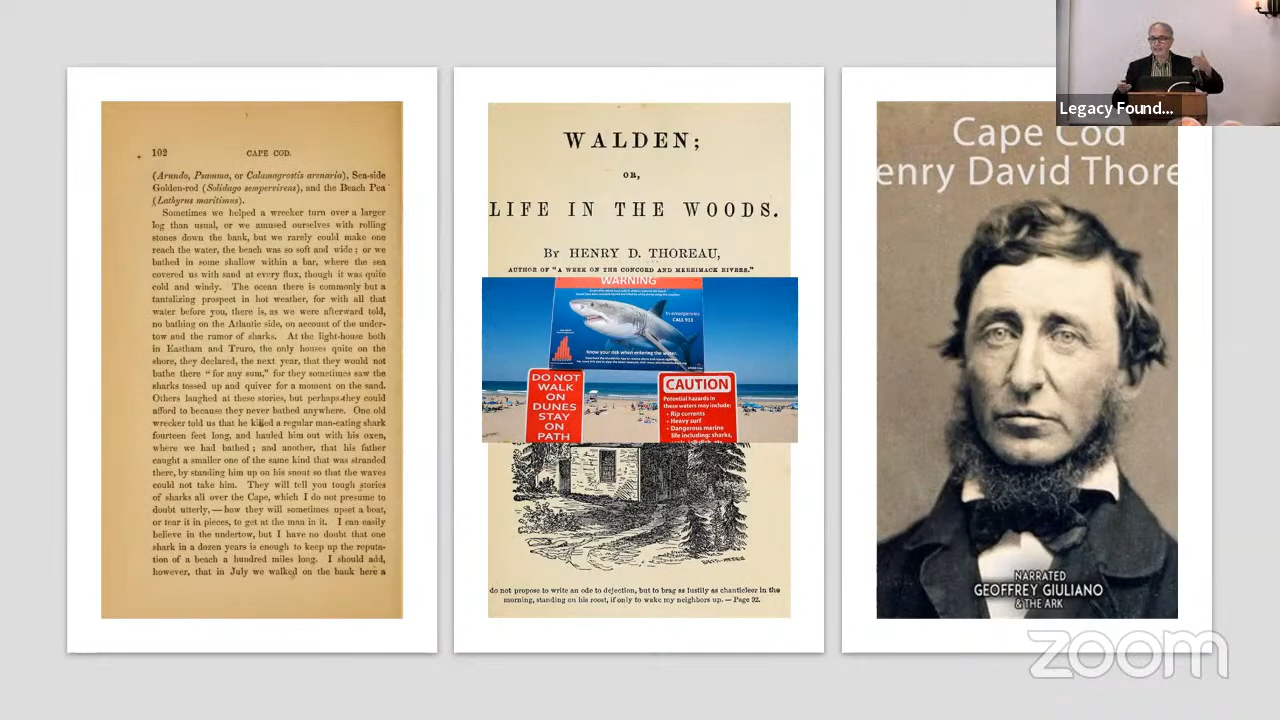 102 CAPE COD.
(Arundo, Psamma, or Calamagrostis arenaria), Sea-side
Golden-rod (Solidago sempervirens), and the Beach Pea
(Lathyrus maritimus).
Sometimes we helped a wrecker turn over a larger
log than usual, or we amused ourselves with rolling
stones down the bank, but we rarely could make one
reach the water, the beach was so soft and wide; or we
bathed in some shallow within a bar, where the sea
covered us with sand at every flux, though it was quite
cold and windy. The ocean there is commonly but a
tantalizing prospect in hot weather, for with all that
water before you, there is, as we were afterward told,
no bathing on the Atlantic side, on account of the under-
tow and the rumor of sharks. At the light-house both
in Eastham and Truro, the only houses quite on the
shore, they declared, the next year, that they would not
bathe there "for any sum," for they sometimes saw the
sharks tossed up and quiver for a moment on the sand.
Others laughed at these stories, but perhaps they could
afford to because they never bathed anywhere. One old
wrecker told us that he killed a regular man-eating shark
fourteen feet long, and hauled him out with his oxen,
where we had bathed; and another, that his father
caught a smaller one of the same kind that was stranded
there, by standing him up on his snout so that the waves
could not take him. They will tell you tough stories
of sharks all over the Cape, which I do not presume to
doubt utterly,—how they will sometimes upset a boat,
or tear it in pieces, to get at the man in it. I can easily
believe in the undertow, but I have no doubt that one
shark in a dozen years is enough to keep up the reputa-
tion of a beach a hundred miles long. I should add,
however, that in July we walked on the bank here a
WALDEN;
OR,
LIFE IN THE WOODS.
By HENRY D. THOREAU,
AUTHOR OF "A WEEK ON THE CONCORD AND MERRIMACK RIVERS."
WARNING
In emergencies
CALL 911
Know your risk when entering the water.
DO NOT
WALK
ON
DUNES
STAY
ON
PATH
CAUTION
Potential hazards in
these waters may include:
• Rip currents
• Heavy surf
• Dangerous marine
life including: sharks,
do not propose to write an ode to dejection, but to brag as lustily as chanticleer in the
morning, standing on his roost, if only to wake my neighbors up. — Page 92.
Cape Cod
enry David Thore
NARRATED
GEOFFREY GIULIANO
& THE ARK
Legacy Found...
zoom